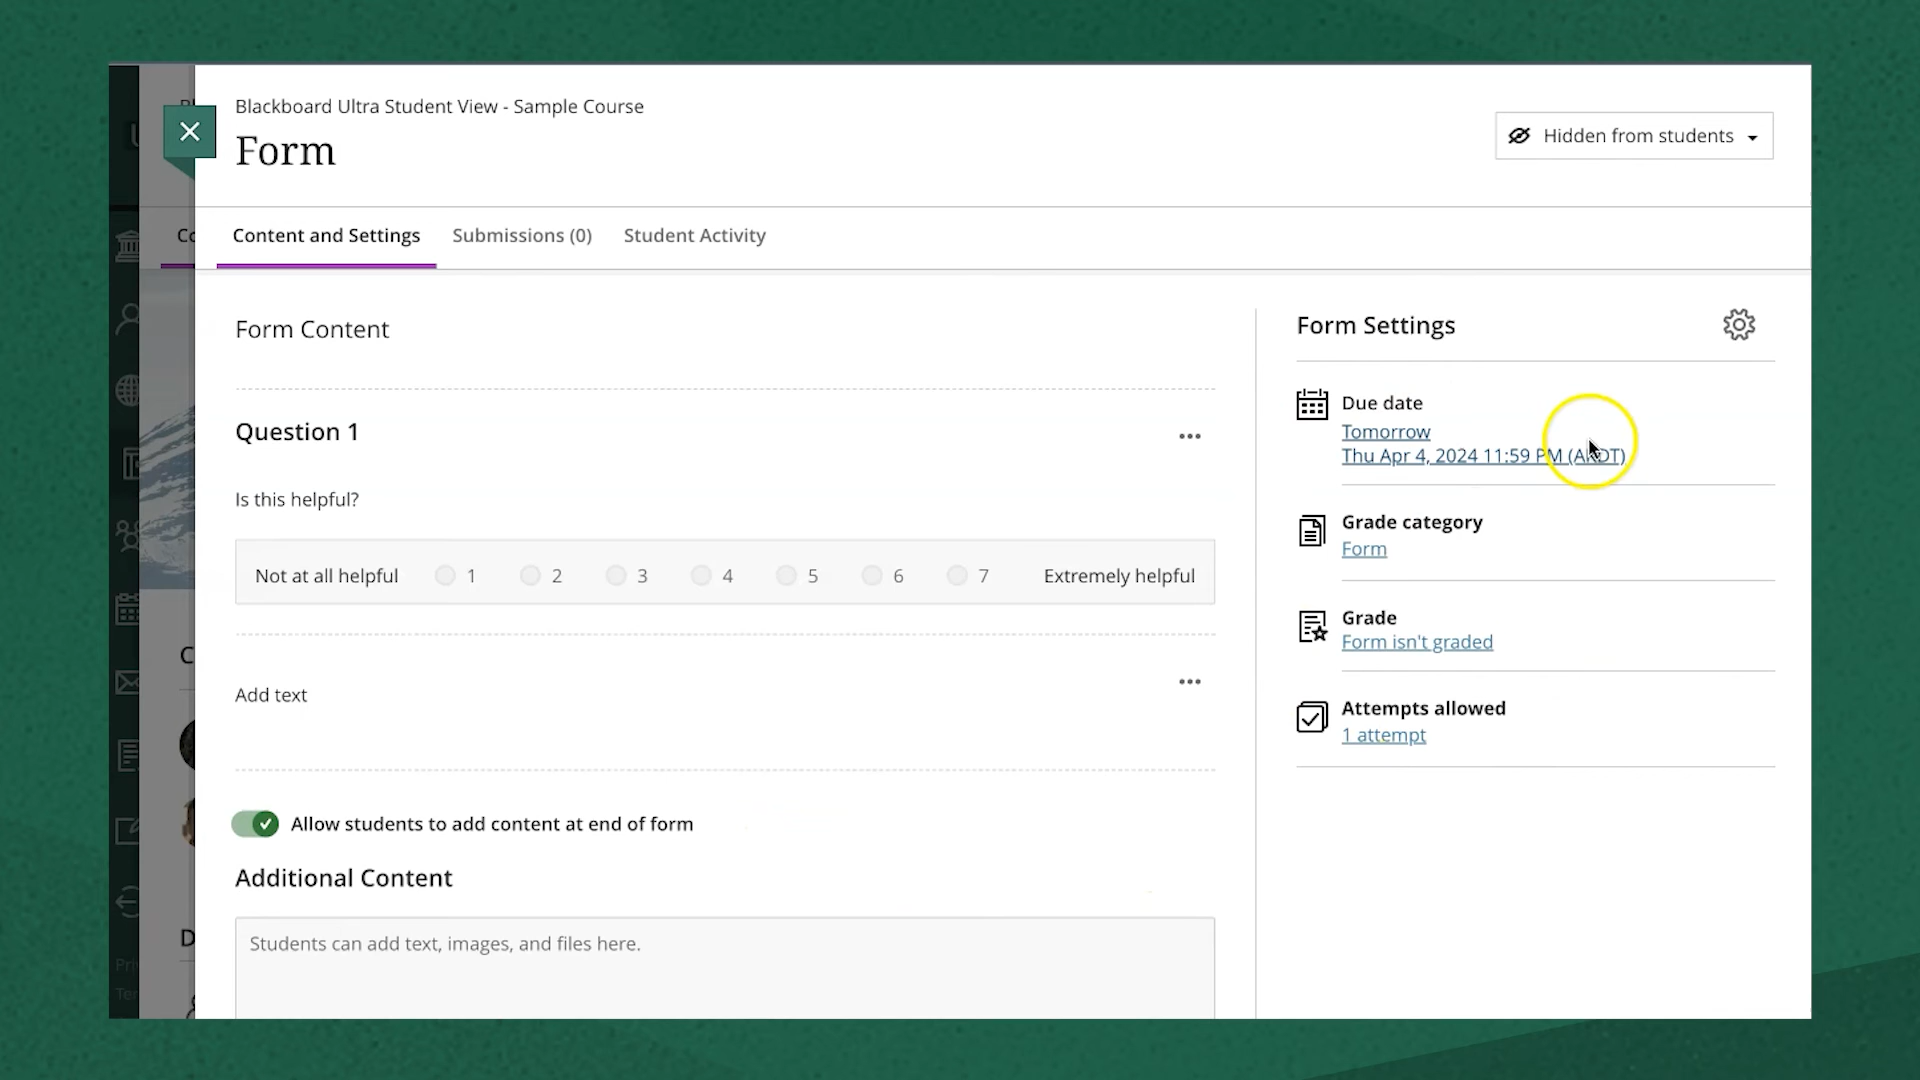 Blackboard Ultra Student View - Sample Course
Form
Hidden from students
Content and Settings
Submissions (0)
Student Activity
Form Content
Question 1
Is this helpful?
Not at all helpful 1 2 3 4 5 6 7 Extremely helpful
Add text
Allow students to add content at end of form
Additional Content
Students can add text, images, and files here.
Form Settings
Due date
Tomorrow
Thu Apr 4, 2024 11:59 PM (AKDT)
Grade category
Form
Grade
Form isn't graded
Attempts allowed
1 attempt